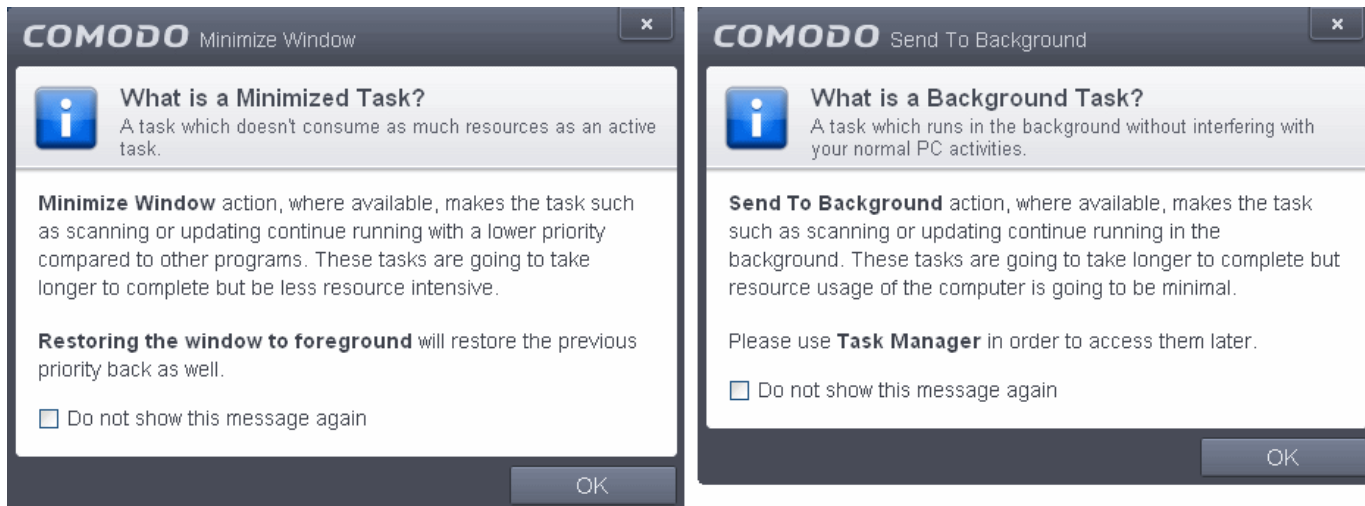 COMODO Minimize Window
What is a Minimized Task?
A task which doesn't consume as much resources as an active
task.
Minimize Window action, where available, makes the task such
as scanning or updating continue running with a lower priority
compared to other programs. These tasks are going to take
longer to complete but be less resource intensive.
Restoring the window to foreground will restore the previous
priority back as well.
Do not show this message again
OK
COMODO Send To Background
What is a Background Task?
A task which runs in the background without interfering with
your normal PC activities.
Send To Background action, where available, makes the task
such as scanning or updating continue running in the
background. These tasks are going to take longer to complete but
resource usage of the computer is going to be minimal.
Please use Task Manager in order to access them later.
Do not show this message again
OK